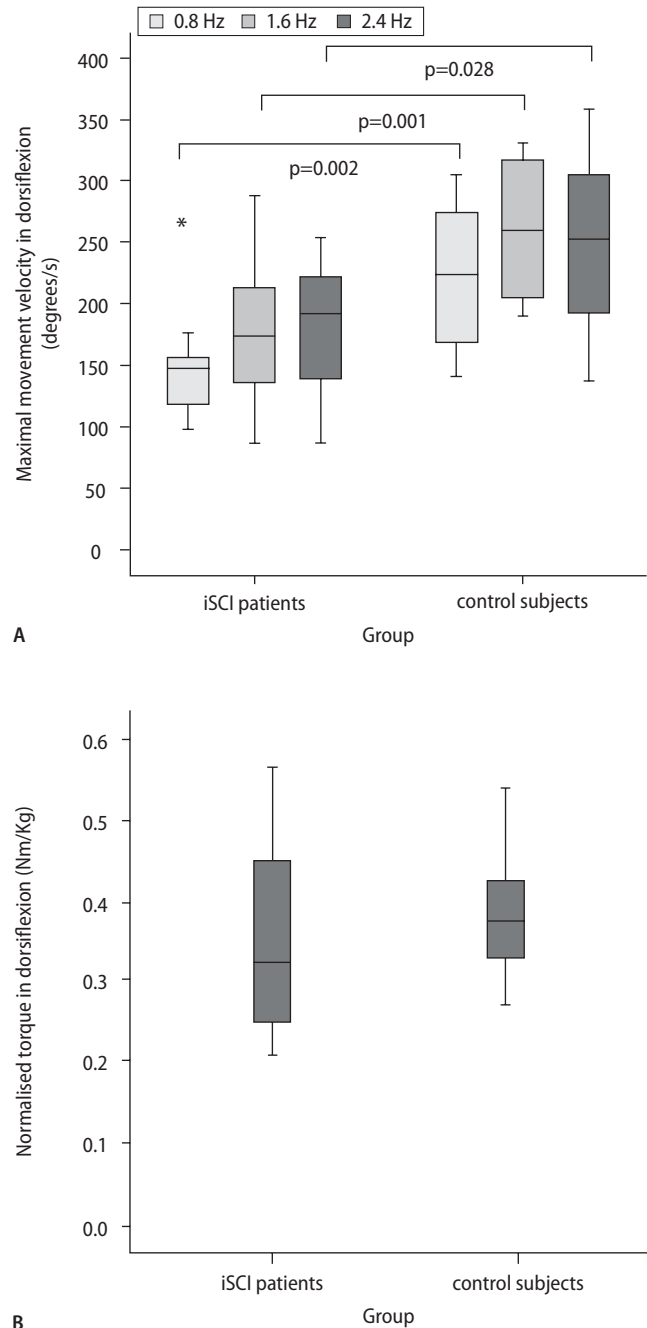 0.8 Hz 1.6 Hz 2.4 Hz
400
350
300
250
200
150
100
50
0
Maximal movement velocity in dorsiflexion
(degrees/s)
p=0.028
p=0.001
p=0.002
*
iSCI patients control subjects
Group
A
0.6
0.5
0.4
0.3
0.2
0.1
0.0
Normalised torque in dorsiflexion (Nm/Kg)
iSCI patients control subjects
Group
B